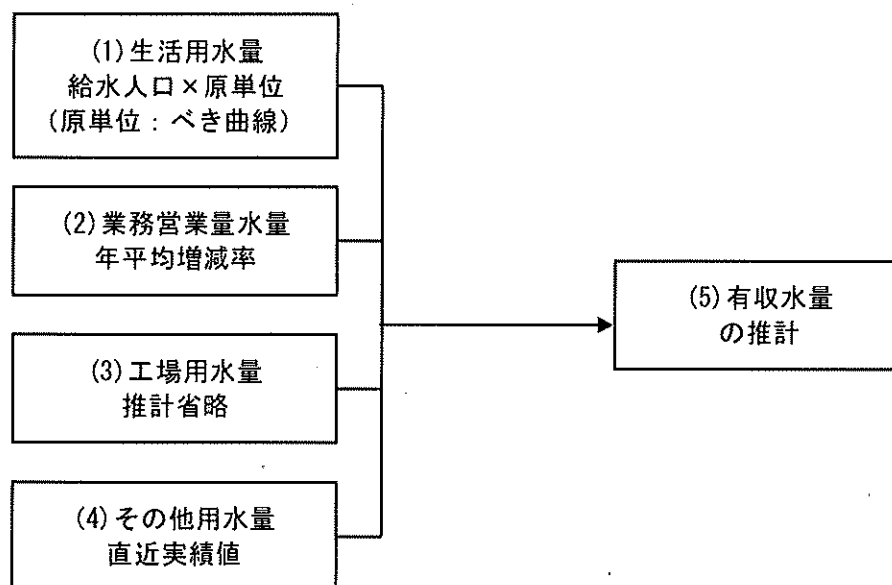 (1)生活用水量
給水人口×原単位
(原単位：べき曲線)
(2)業務営業量水量
年平均増減率
(3)工場用水量
推計省略
(4)その他用水量
直近実績値
(5)有収水量
の推計